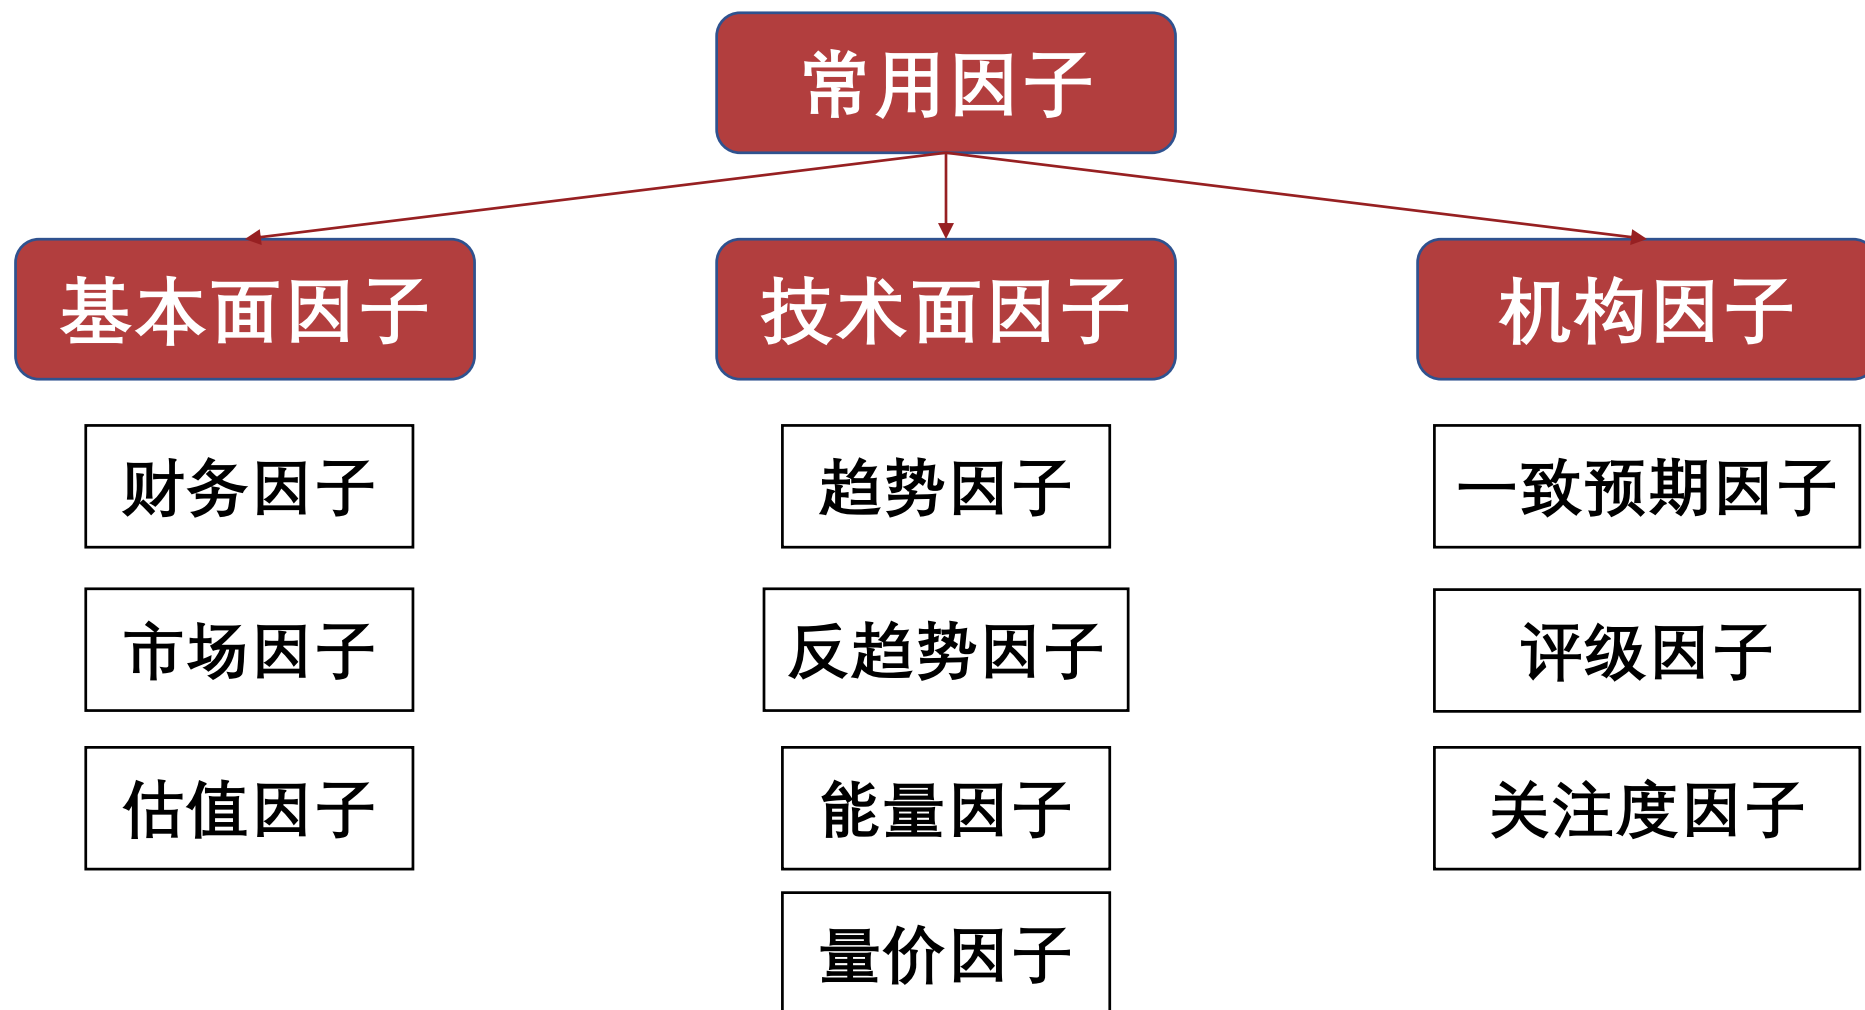 常用因子
基本面因子
技术面因子
机构因子
财务因子
趋势因子
一致预期因子
市场因子
反趋势因子
评级因子
估值因子
能量因子
关注度因子
量价因子